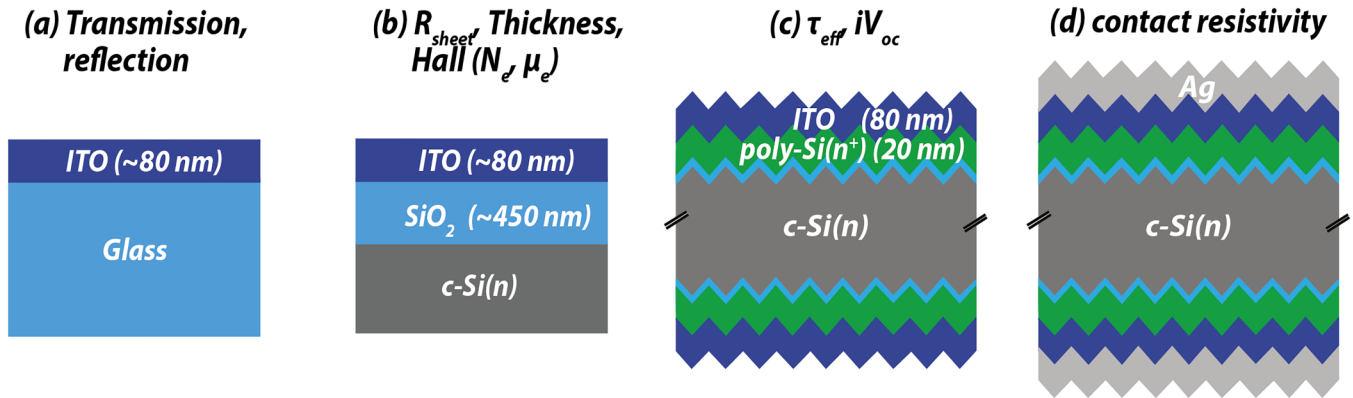 (a) Transmission,
reflection
ITO (~80 nm)
Glass
(b) Rsheet, Thickness,
Hall (Ne, μe)
ITO (~80 nm)
SiO2 (~450 nm)
c-Si(n)
(c) τeff, iVoc
ITO (80 nm)
poly-Si(n+) (20 nm)
c-Si(n)
(d) contact resistivity
Ag
c-Si(n)